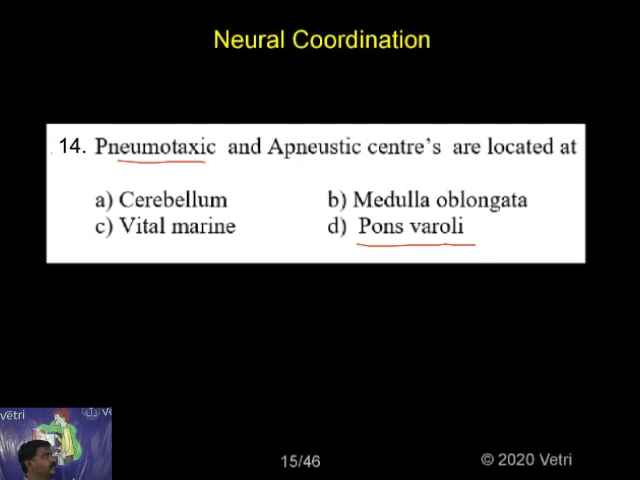 Neural Coordination
14. Pneumotaxic and Apneustic centre's are located at
a) Cerebellum b) Medulla oblongata
c) Vital marine d) Pons varoli
vetri
Ve
15/46
© 2020 Vetri